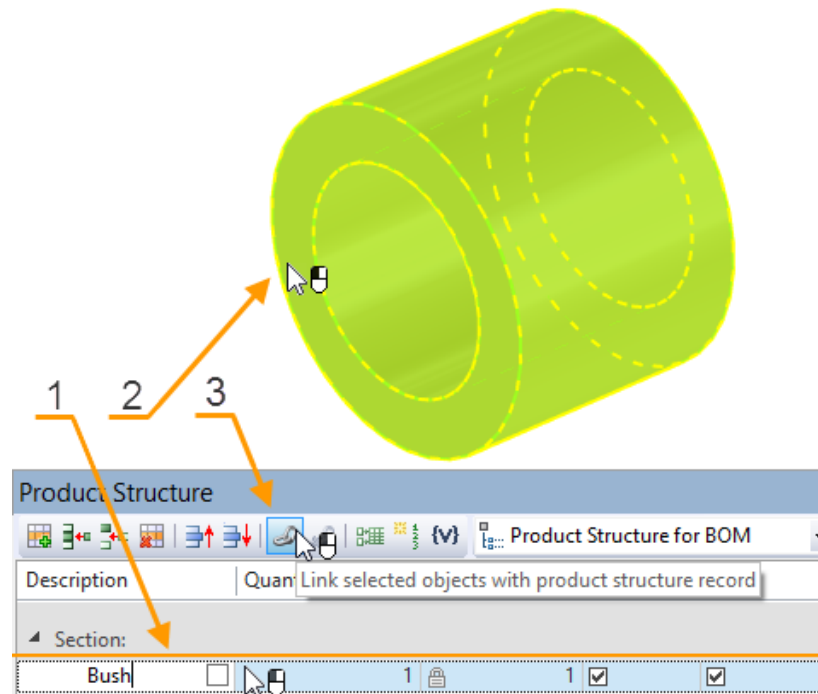 1 2 3
Product Structure
{v} Product Structure for BOM
Description Quan Link selected objects with product structure record
Section:
Bush 1 1